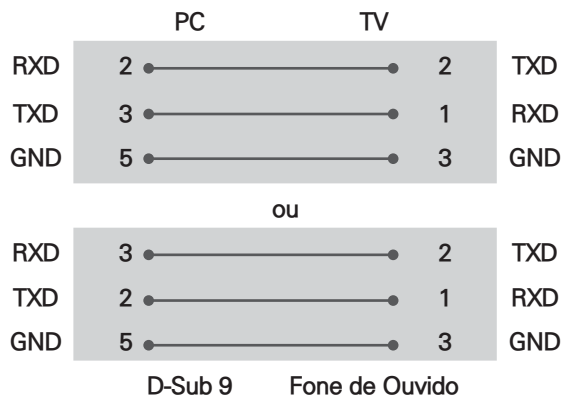 PC TV
RXD 2 2 TXD
TXD 3 1 RXD
GND 5 3 GND
ou
RXD 3 2 TXD
TXD 2 1 RXD
GND 5 3 GND
D-Sub 9 Fone de Ouvido